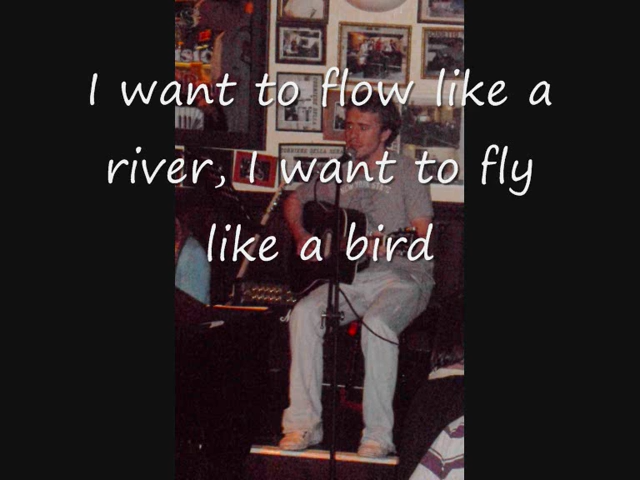 I want to flow like a
river, I want to fly
like a bird